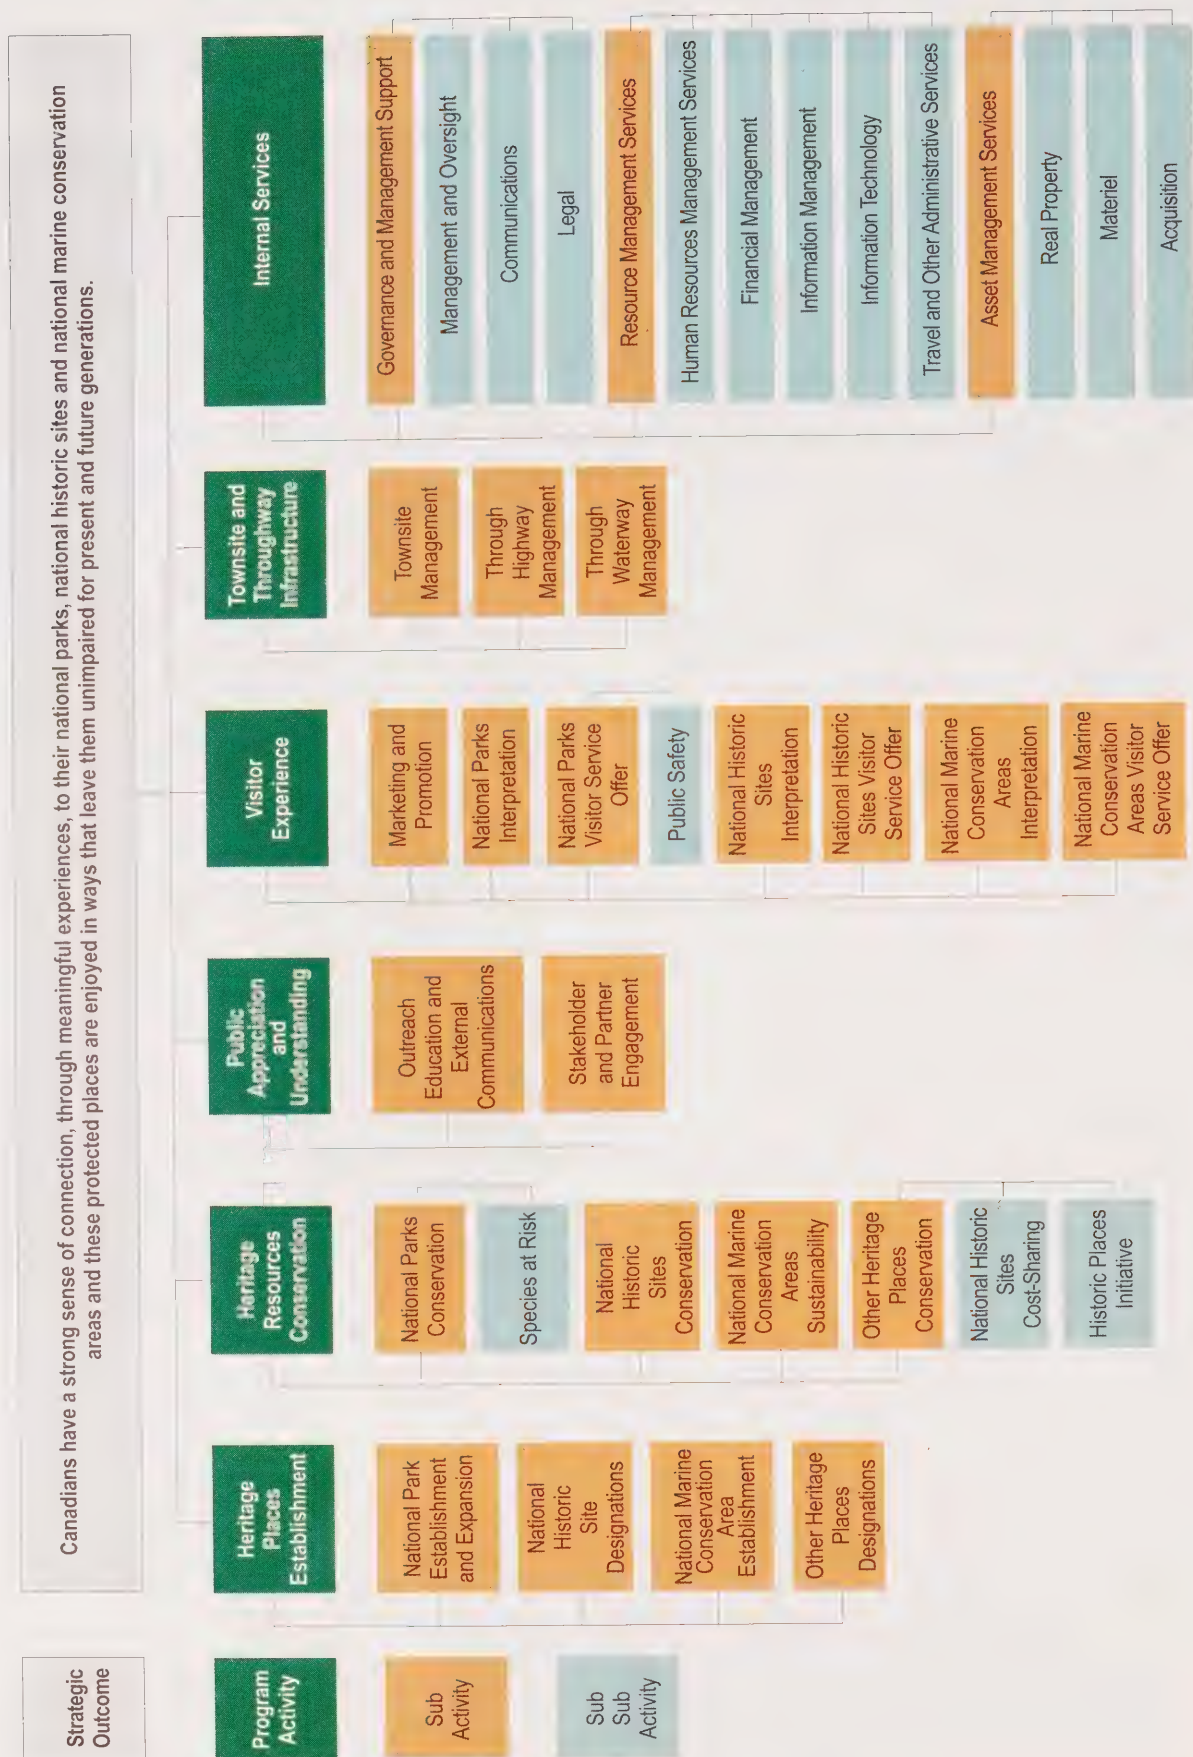 Strategic
Outcome
Canadians have a strong sense of connection, through meaningful experiences, to their national parks, national historic sites and national marine conservation
areas and these protected places are enjoyed in ways that leave them unimpaired for present and future generations.
Program
Activity
Sub
Activity
Sub
Sub
Activity
Heritage
Places
Establishment
National Park
Establishment
and Expansion
National
Historic
Site
Designations
National Marine
Conservation
Area
Establishment
Other Heritage
Places
Designations
Heritage
Resources
Conservation
National Parks
Conservation
Species at Risk
National
Historic
Sites
Conservation
National Marine
Conservation
Areas
Sustainability
Other Heritage
Places
Conservation
National Historic
Sites
Cost-Sharing
Historic Places
Initiative
Public
Appreciation
and
Understanding
Outreach
Education and
External
Communications
Stakeholder
and Partner
Engagement
Visitor
Experience
Marketing and
Promotion
National Parks
Interpretation
National Parks
Visitor Service
Offer
Public Safety
National Historic
Sites
Interpretation
National Historic
Sites Visitor
Service Offer
National Marine
Conservation
Areas
Interpretation
National Marine
Conservation
Areas Visitor
Service Offer
Townsite and
Throughway
Infrastructure
Townsite
Management
Through
Highway
Management
Through
Waterway
Management
Internal Services
Governance and Management Support
Management and Oversight
Communications
Legal
Resource Management Services
Human Resources Management Services
Financial Management
Information Management
Information Technology
Travel and Other Administrative Services
Asset Management Services
Real Property
Materiel
Acquisition